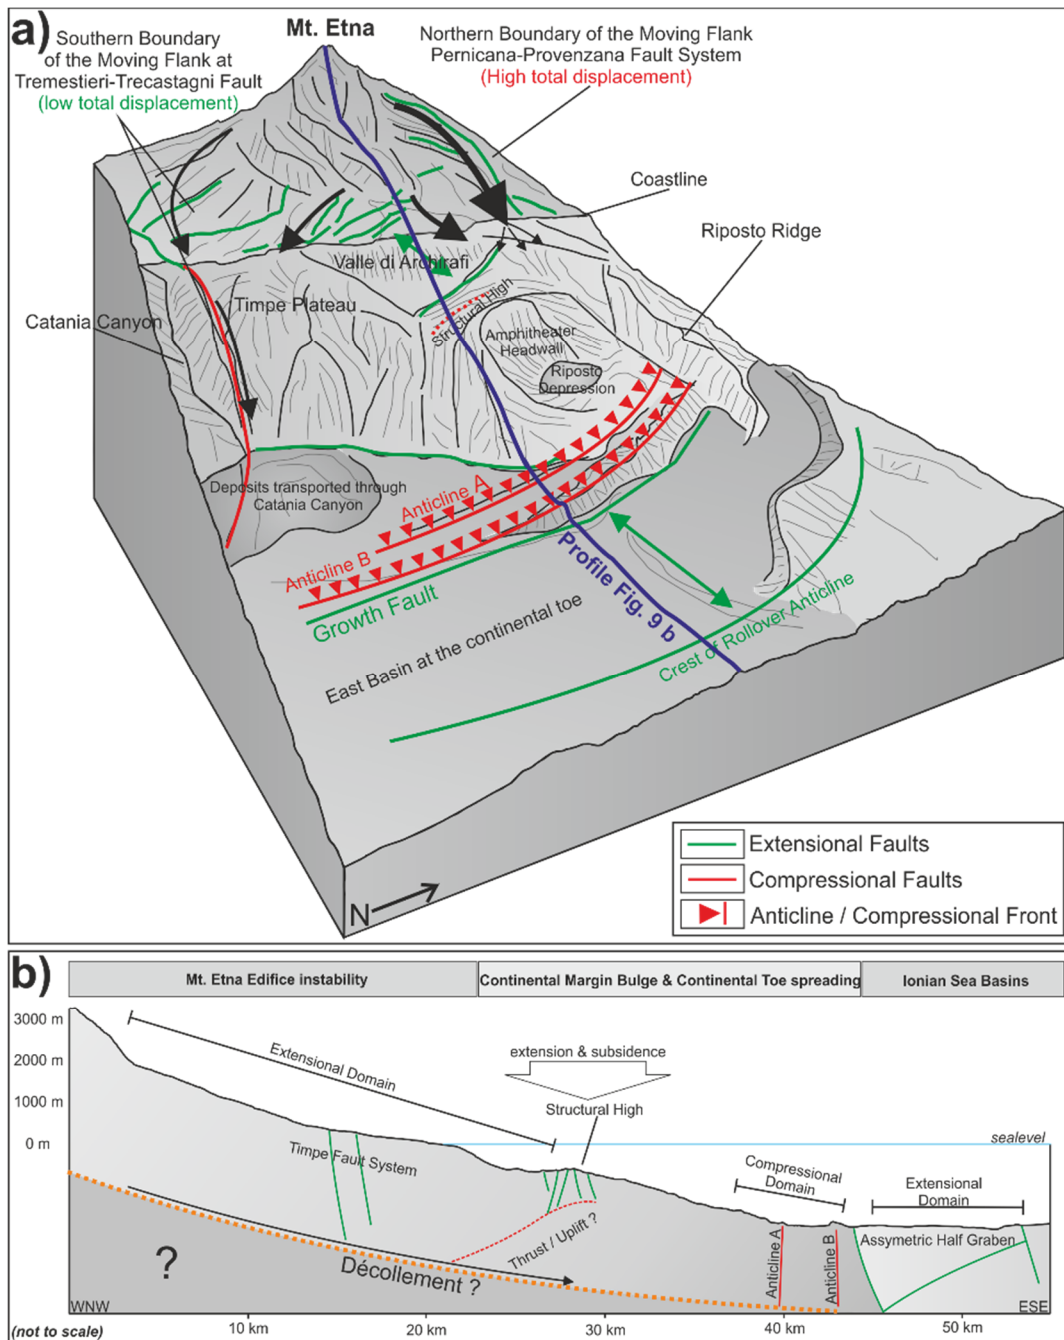 a)
Mt. Etna
Southern Boundary
of the Moving Flank at
Tremestieri-Trecastagni Fault
(low total displacement)
Northern Boundary of the Moving Flank
Pernicana-Provenzana Fault System
(High total displacement)
Coastline
Riposto Ridge
Valle di Archirafi
Catania Canyon
Timpe Plateau
Structural High
Amphitheater
Headwall
Riposto
Depression
Deposits transported through
Catania Canyon
Anticline A
Anticline B
Growth Fault
Profile Fig. 9 b
East Basin at the continental toe
Crest of Rollover Anticline
N
Extensional Faults
Compressional Faults
Anticline / Compressional Front
b)
Mt. Etna Edifice instability
Continental Margin Bulge & Continental Toe spreading
Ionian Sea Basins
3000 m
2000 m
1000 m
0 m
Extensional Domain
extension & subsidence
Structural High
sealevel
Timpe Fault System
Compressional
Domain
Extensional
Domain
Thrust / Uplift ?
Anticline A
Anticline B
Assymetric Half Graben
?
Décollement ?
WNW
ESE
(not to scale)
10 km
20 km
30 km
40 km
50 km